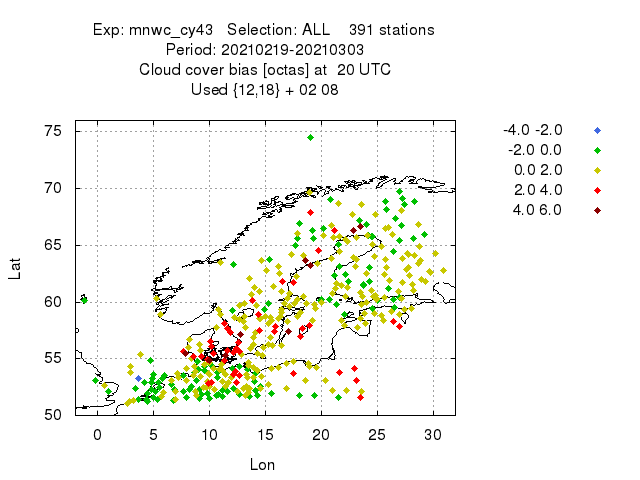 Exp: mnwc_cy43 Selection: ALL 391 stations
Period: 20210219-20210303
Cloud cover bias [octas] at 20 UTC
Used {12,18} + 02 08
-4.0 -2.0
-2.0 0.0
0.0 2.0
2.0 4.0
4.0 6.0
75
70
65
60
55
50
Lat
0 5 10 15 20 25 30
Lon